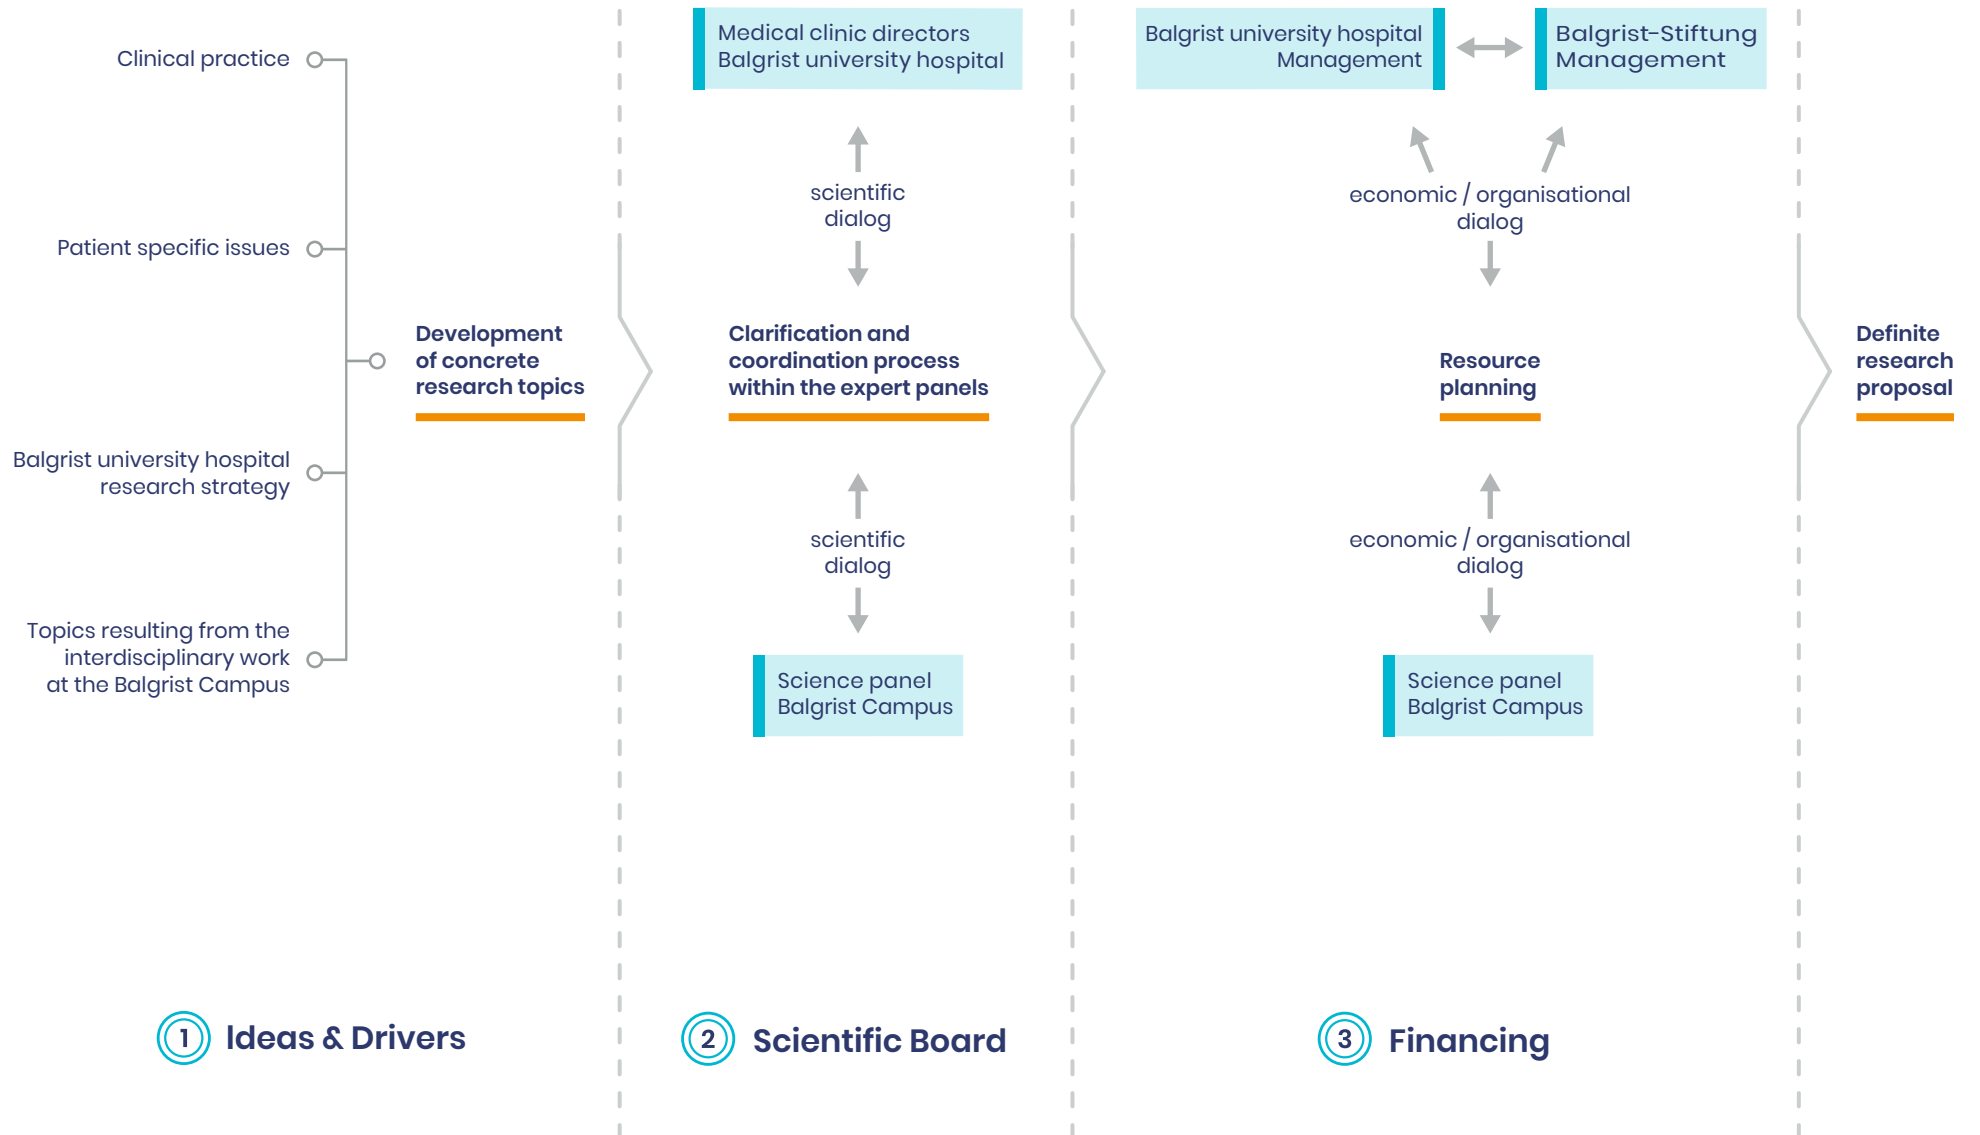 Clinical practice
Patient specific issues
Balgrist university hospital
research strategy
Topics resulting from the
interdisciplinary work
at the Balgrist Campus
Development
of concrete
research topics
1 Ideas & Drivers
Medical clinic directors
Balgrist university hospital
scientific
dialog
Clarification and
coordination process
within the expert panels
scientific
dialog
Science panel
Balgrist Campus
2 Scientific Board
Balgrist university hospital
Management
Balgrist-Stiftung
Management
economic / organisational
dialog
Resource
planning
economic / organisational
dialog
Science panel
Balgrist Campus
3 Financing
Definite
research
proposal